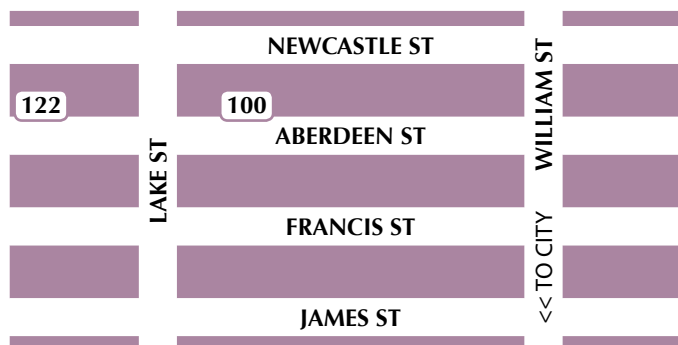 NEWCASTLE ST
WILLIAM ST
122
100
ABERDEEN ST
LAKE ST
FRANCIS ST
<< TO CITY
JAMES ST